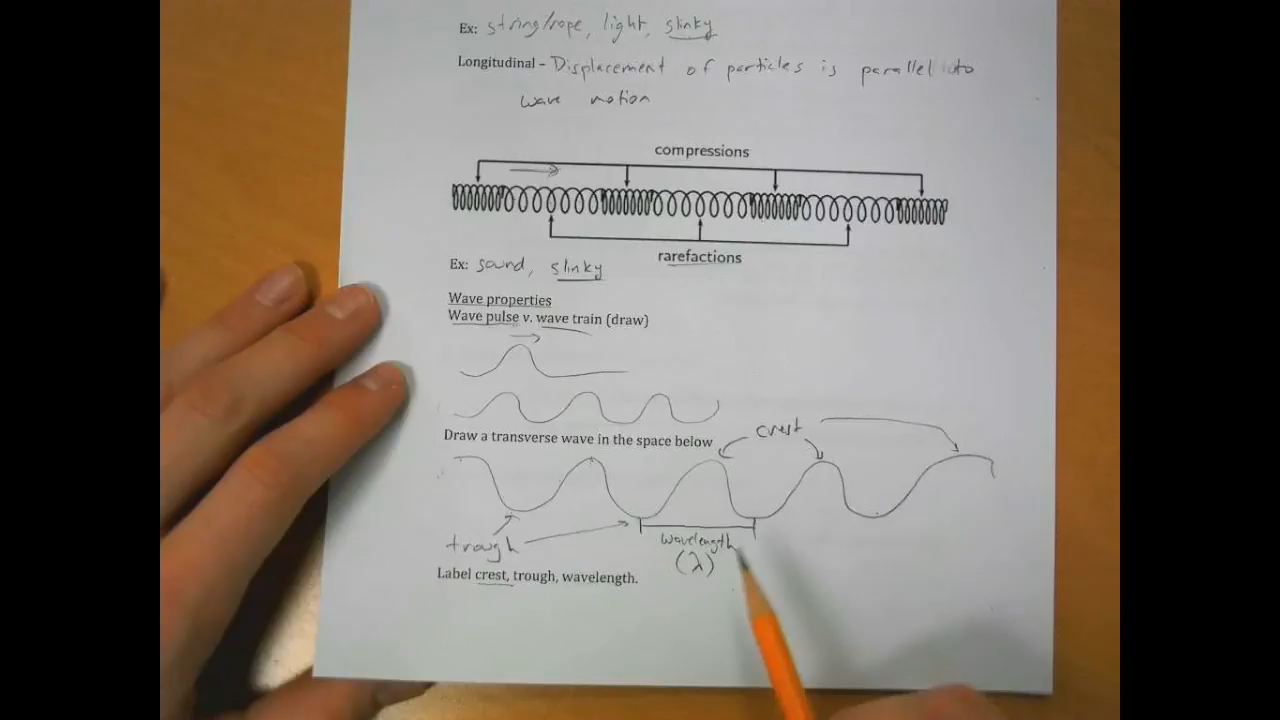 Ex: string/rope, light, slinky
Longitudinal - Displacement of particles is parallel to
wave motion
compressions
rarefactions
Ex: sound, slinky
Wave properties
Wave pulse v. wave train (draw)
crest
Draw a transverse wave in the space below
trough
wavelength
(λ)
Label crest, trough, wavelength.